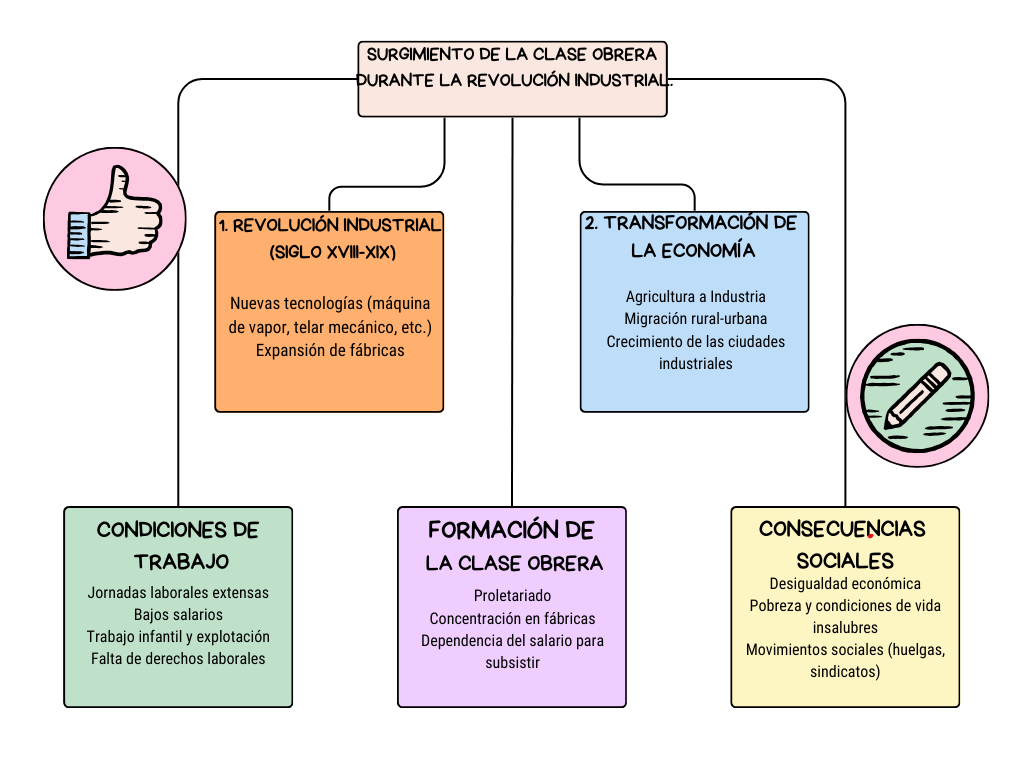 SURGIMIENTO DE LA CLASE OBRERA
DURANTE LA REVOLUCIÓN INDUSTRIAL.
1. REVOLUCIÓN INDUSTRIAL
(SIGLO XVIII-XIX)
Nuevas tecnologías (máquina
de vapor, telar mecánico, etc.)
Expansión de fábricas
2. TRANSFORMACIÓN DE
LA ECONOMÍA
Agricultura a Industria
Migración rural-urbana
Crecimiento de las ciudades
industriales
CONDICIONES DE
TRABAJO
Jornadas laborales extensas
Bajos salarios
Trabajo infantil y explotación
Falta de derechos laborales
FORMACIÓN DE
LA CLASE OBRERA
Proletariado
Concentración en fábricas
Dependencia del salario para
subsistir
CONSECUENCIAS
SOCIALES
Desigualdad económica
Pobreza y condiciones de vida
insalubres
Movimientos sociales (huelgas,
sindicatos)